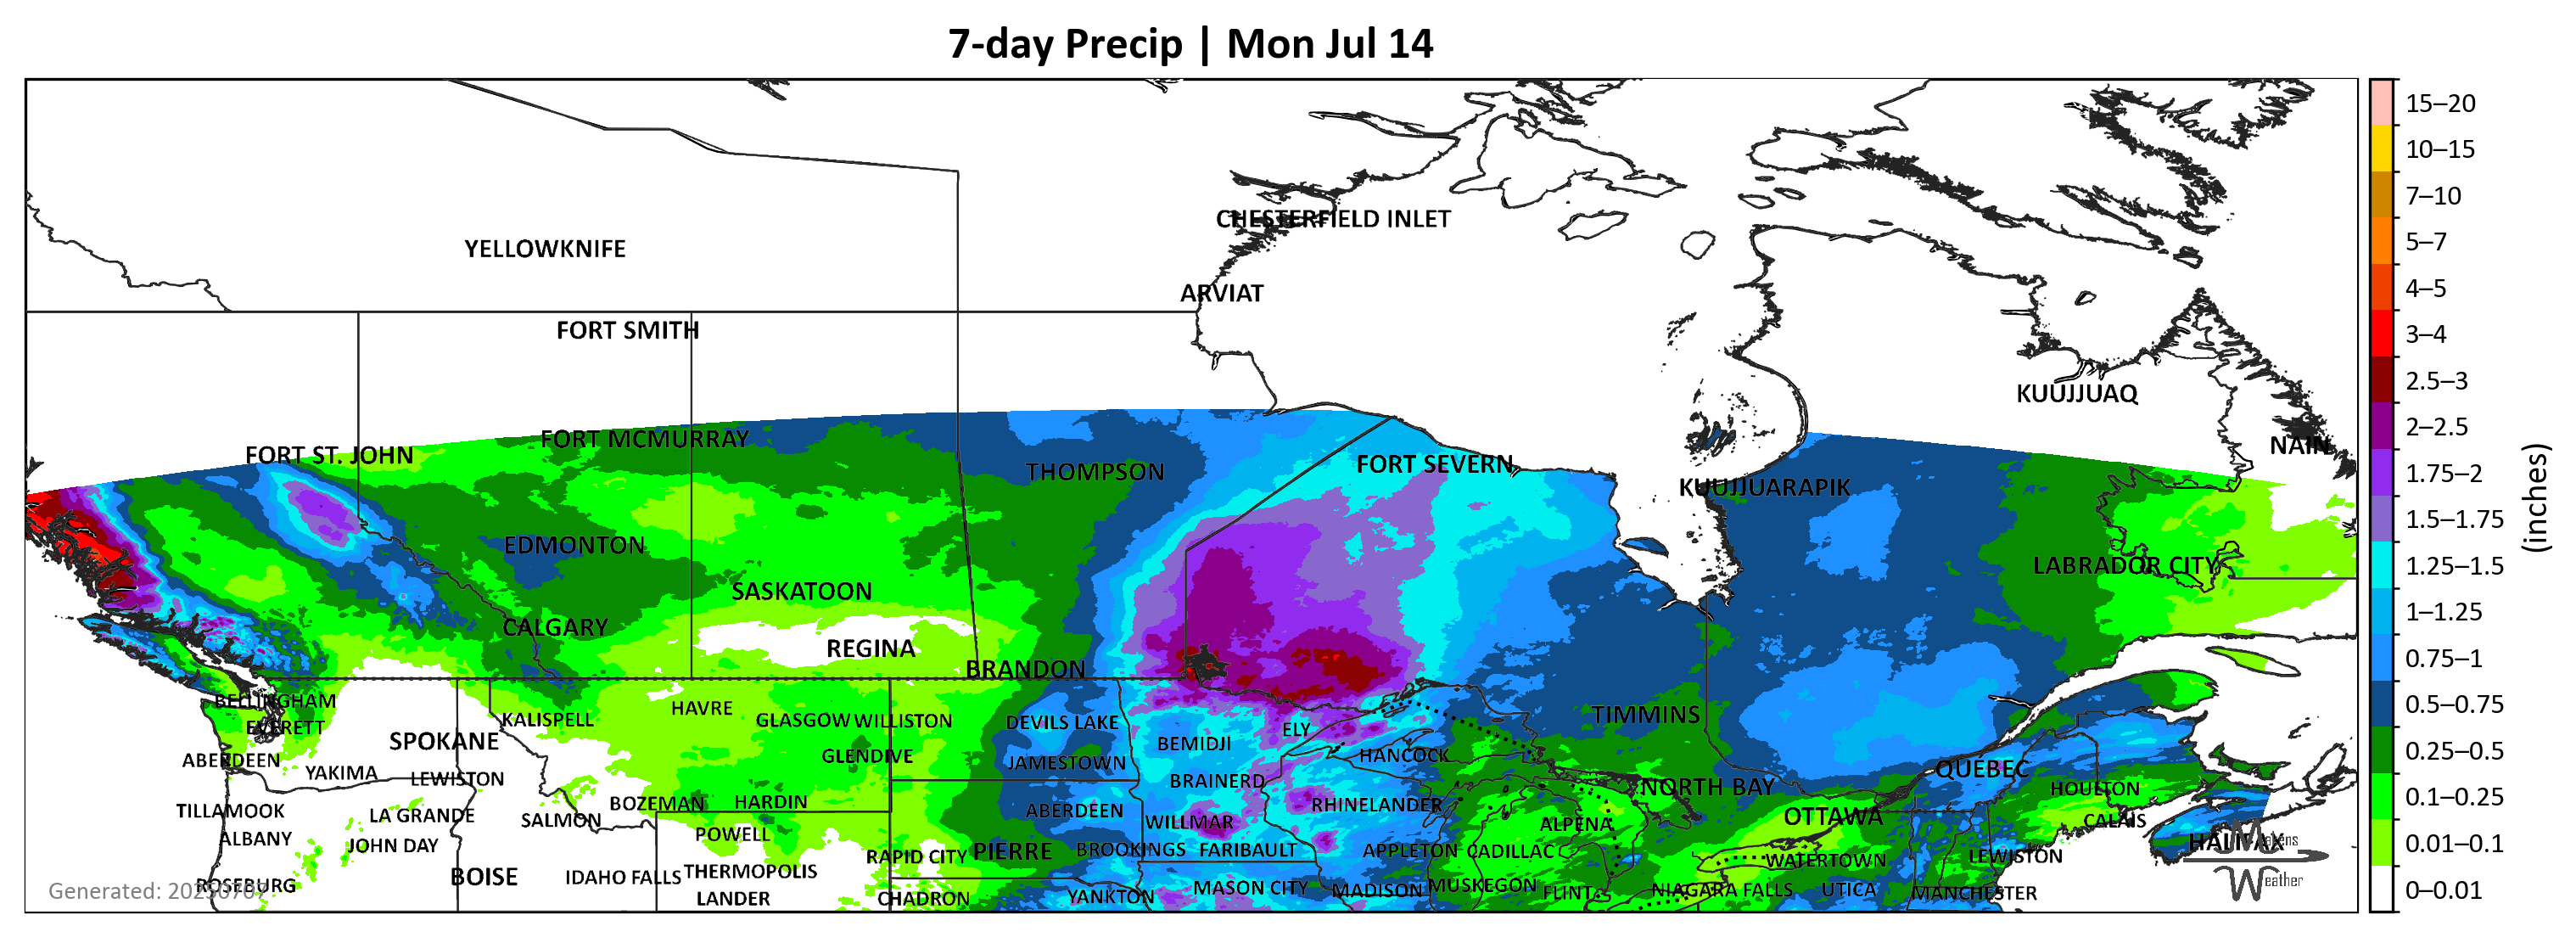 7-day Precip | Mon Jul 14
15–20
10–15
7–10
5–7
4–5
3–4
2.5–3
2–2.5
1.75–2
1.5–1.75
1.25–1.5
1–1.25
0.75–1
0.5–0.75
0.25–0.5
0.1–0.25
0.01–0.1
0–0.01
(inches)
CHESTERFIELD INLET
YELLOWKNIFE
ARVIAT
FORT SMITH
KUUJJUAQ
FORT MCMURRAY
NAIN
FORT ST. JOHN
FORT SEVERN
THOMPSON
KUUJJUARAPIK
EDMONTON
LABRADOR CITY
SASKATOON
CALGARY
REGINA
BRANDON
BELLINGHAM
HAVRE
TIMMINS
KALISPELL
GLASGOW WILLISTON
DEVILS LAKE
EVERETT
ELY
SPOKANE
BEMIDJI
GLENDIVE
HANCOCK
ABERDEEN
JAMESTOWN
QUÉBEC
YAKIMA
LEWISTON
BRAINERD
NORTH BAY
HOULTON
BOZEMAN
HARDIN
RHINELANDER
TILLAMOOK
LA GRANDE
SALMON
ABERDEEN
OTTAWA
WILLMAR
ALPENA
CALAIS
ALBANY
JOHN DAY
POWELL
HALIFAX
RAPID CITY
PIERRE
BROOKINGS
FARIBAULT
APPLETON
CADILLAC
WATERTOWN
LEWISTON
BOISE
IDAHO FALLS
THERMOPOLIS
ROSEBURG
MASON CITY
MADISON
MUSKEGON
FLINT
NIAGARA FALLS
UTICA
MANCHESTER
LANDER
CHADRON
YANKTON
Weather